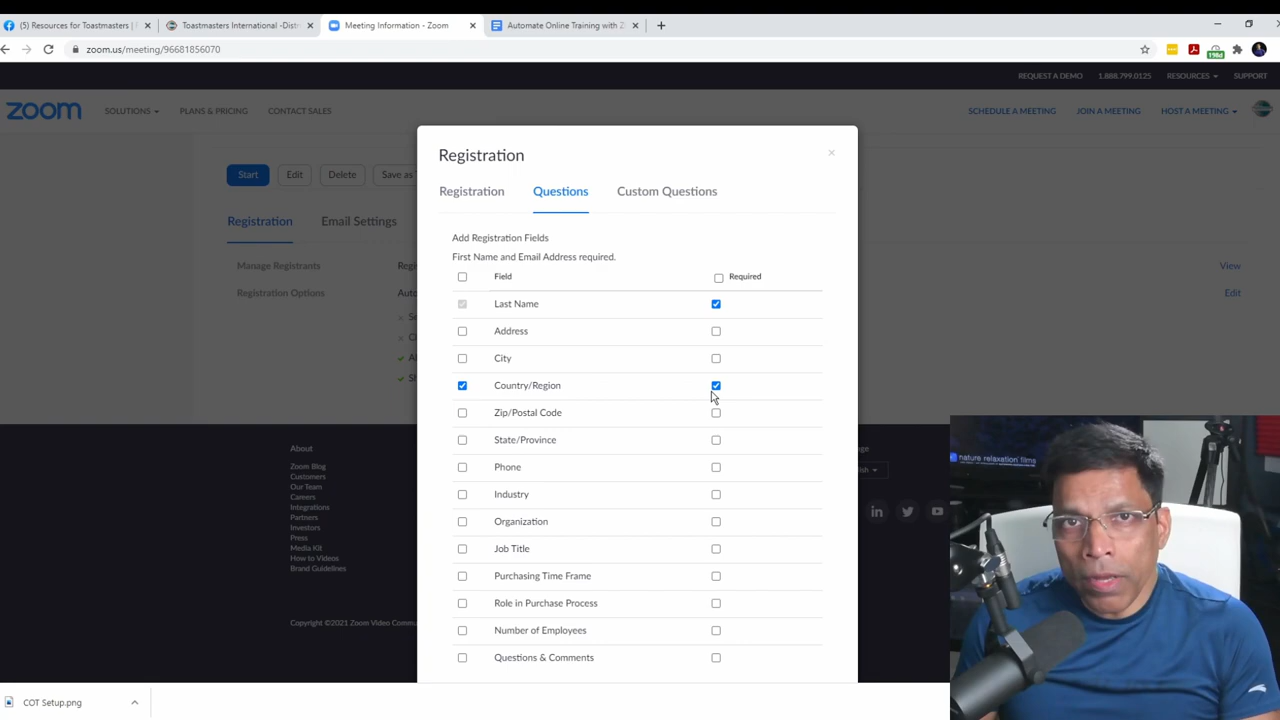 (5) Resources for Toastmasters |
Toastmasters International -Distr
Meeting Information - Zoom
Automate Online Training with Z
zoom.us/meeting/96681856070
198d
REQUEST A DEMO
1.888.799.0125
RESOURCES
SUPPORT
zoom
SOLUTIONS
PLANS & PRICING
CONTACT SALES
SCHEDULE A MEETING
JOIN A MEETING
HOST A MEETING
Start
Edit
Delete
Save as
Registration
Email Settings
Manage Registrants
Regi
View
Registration Options
Auto
Edit
Registration
Registration
Questions
Custom Questions
Add Registration Fields
First Name and Email Address required.
Field
Required
Last Name
Address
City
Country/Region
Zip/Postal Code
State/Province
Phone
Industry
Organization
Job Title
Purchasing Time Frame
Role in Purchase Process
Number of Employees
Questions & Comments
About
Zoom Blog
Customers
Our Team
Careers
Integrations
Partners
Investors
Press
Media Kit
How to Videos
Brand Guidelines
Copyright ©2021 Zoom Video Commu
nature relaxation films
COT Setup.png